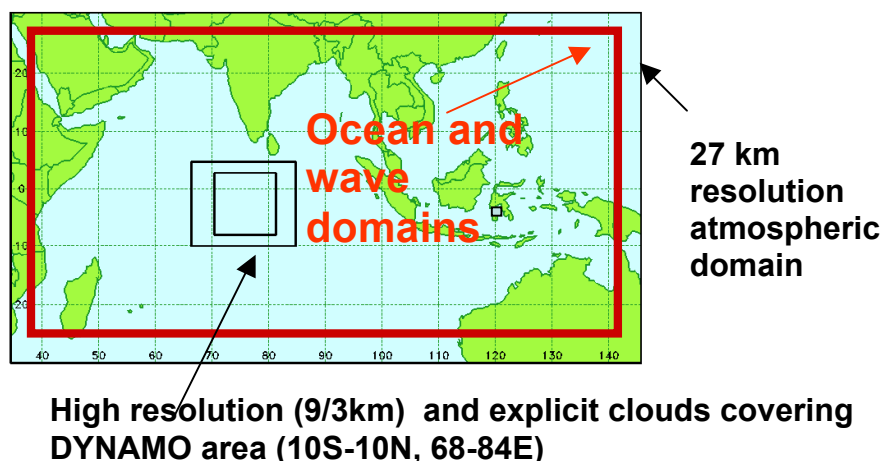 Ocean and
wave
domains
27 km
resolution
atmospheric
domain
20
10
0
10
20
40 50 60 70 80 90 100 110 120 130 140
High resolution (9/3km) and explicit clouds covering
DYNAMO area (10S-10N, 68-84E)